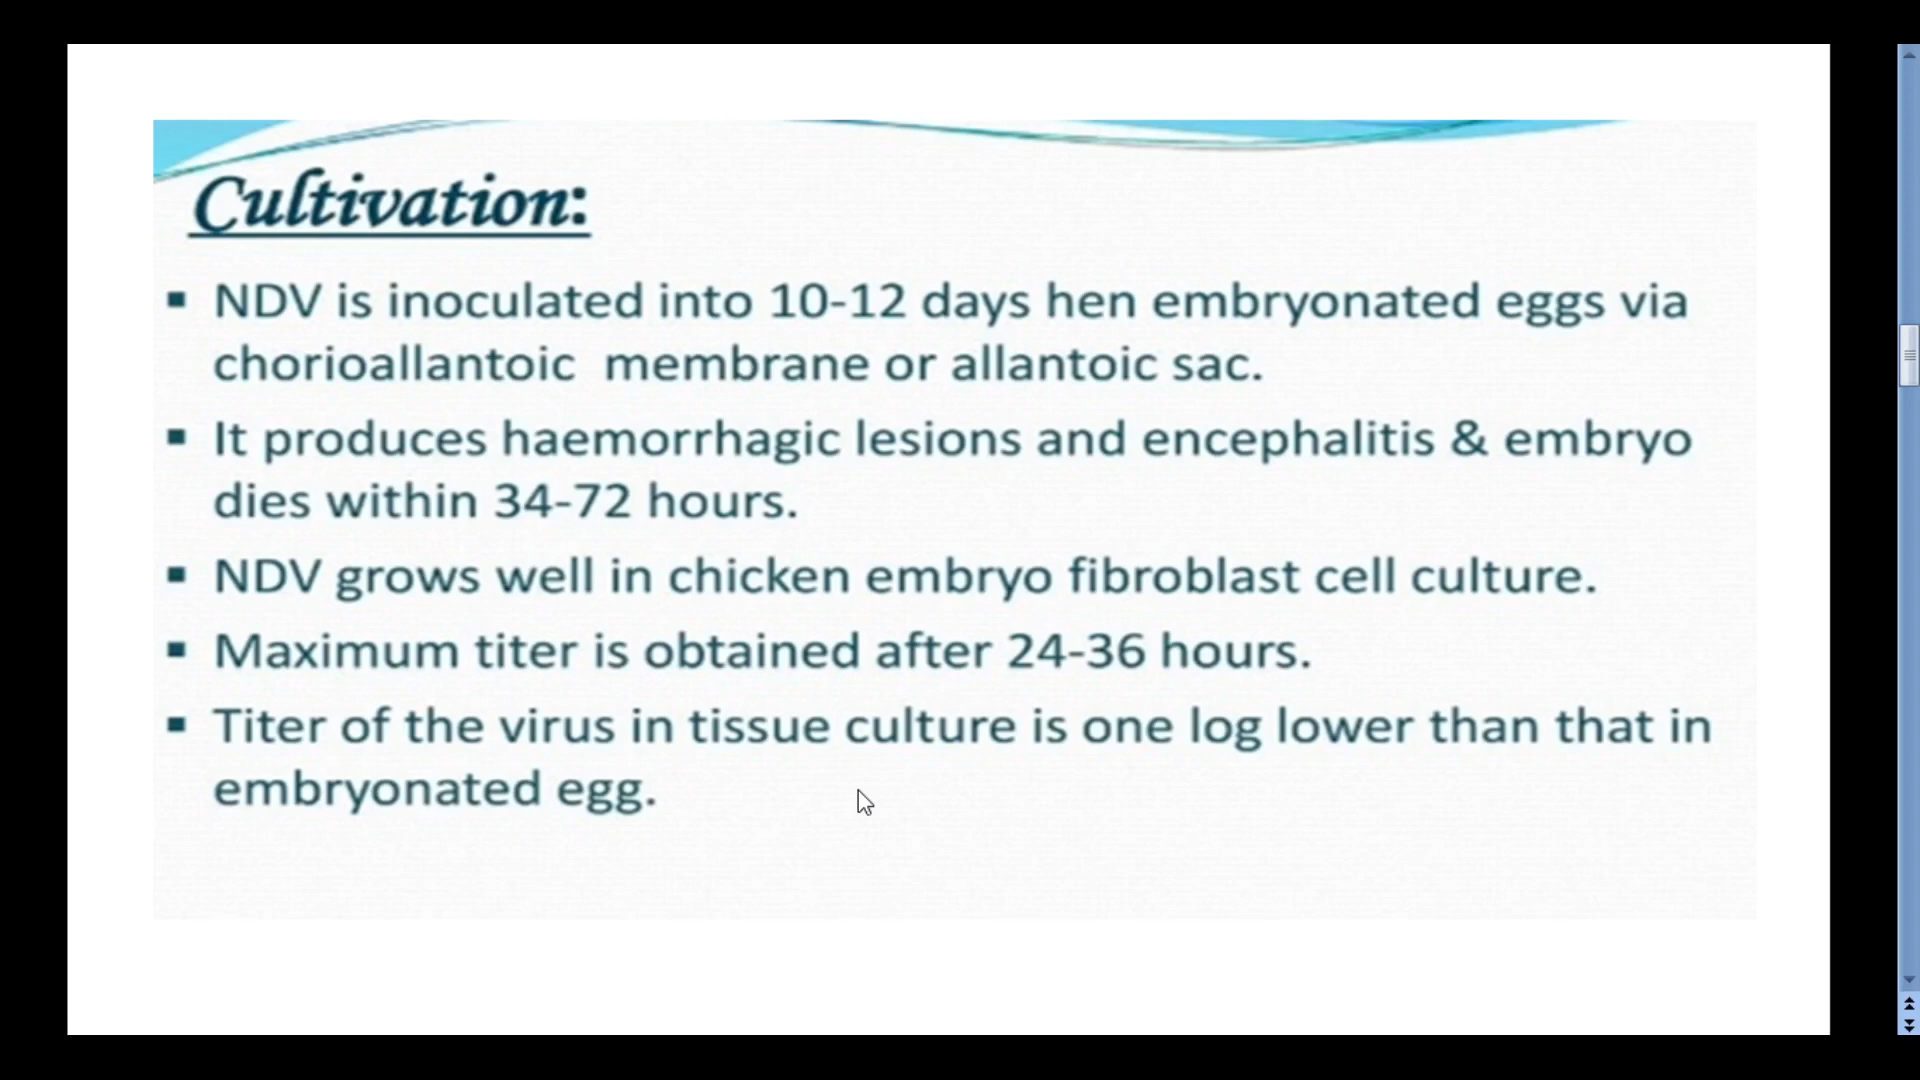 Cultivation:
▪ NDV is inoculated into 10-12 days hen embryonated eggs via
chorioallantoic membrane or allantoic sac.
▪ It produces haemorrhagic lesions and encephalitis & embryo
dies within 34-72 hours.
▪ NDV grows well in chicken embryo fibroblast cell culture.
▪ Maximum titer is obtained after 24-36 hours.
▪ Titer of the virus in tissue culture is one log lower than that in
embryonated egg.